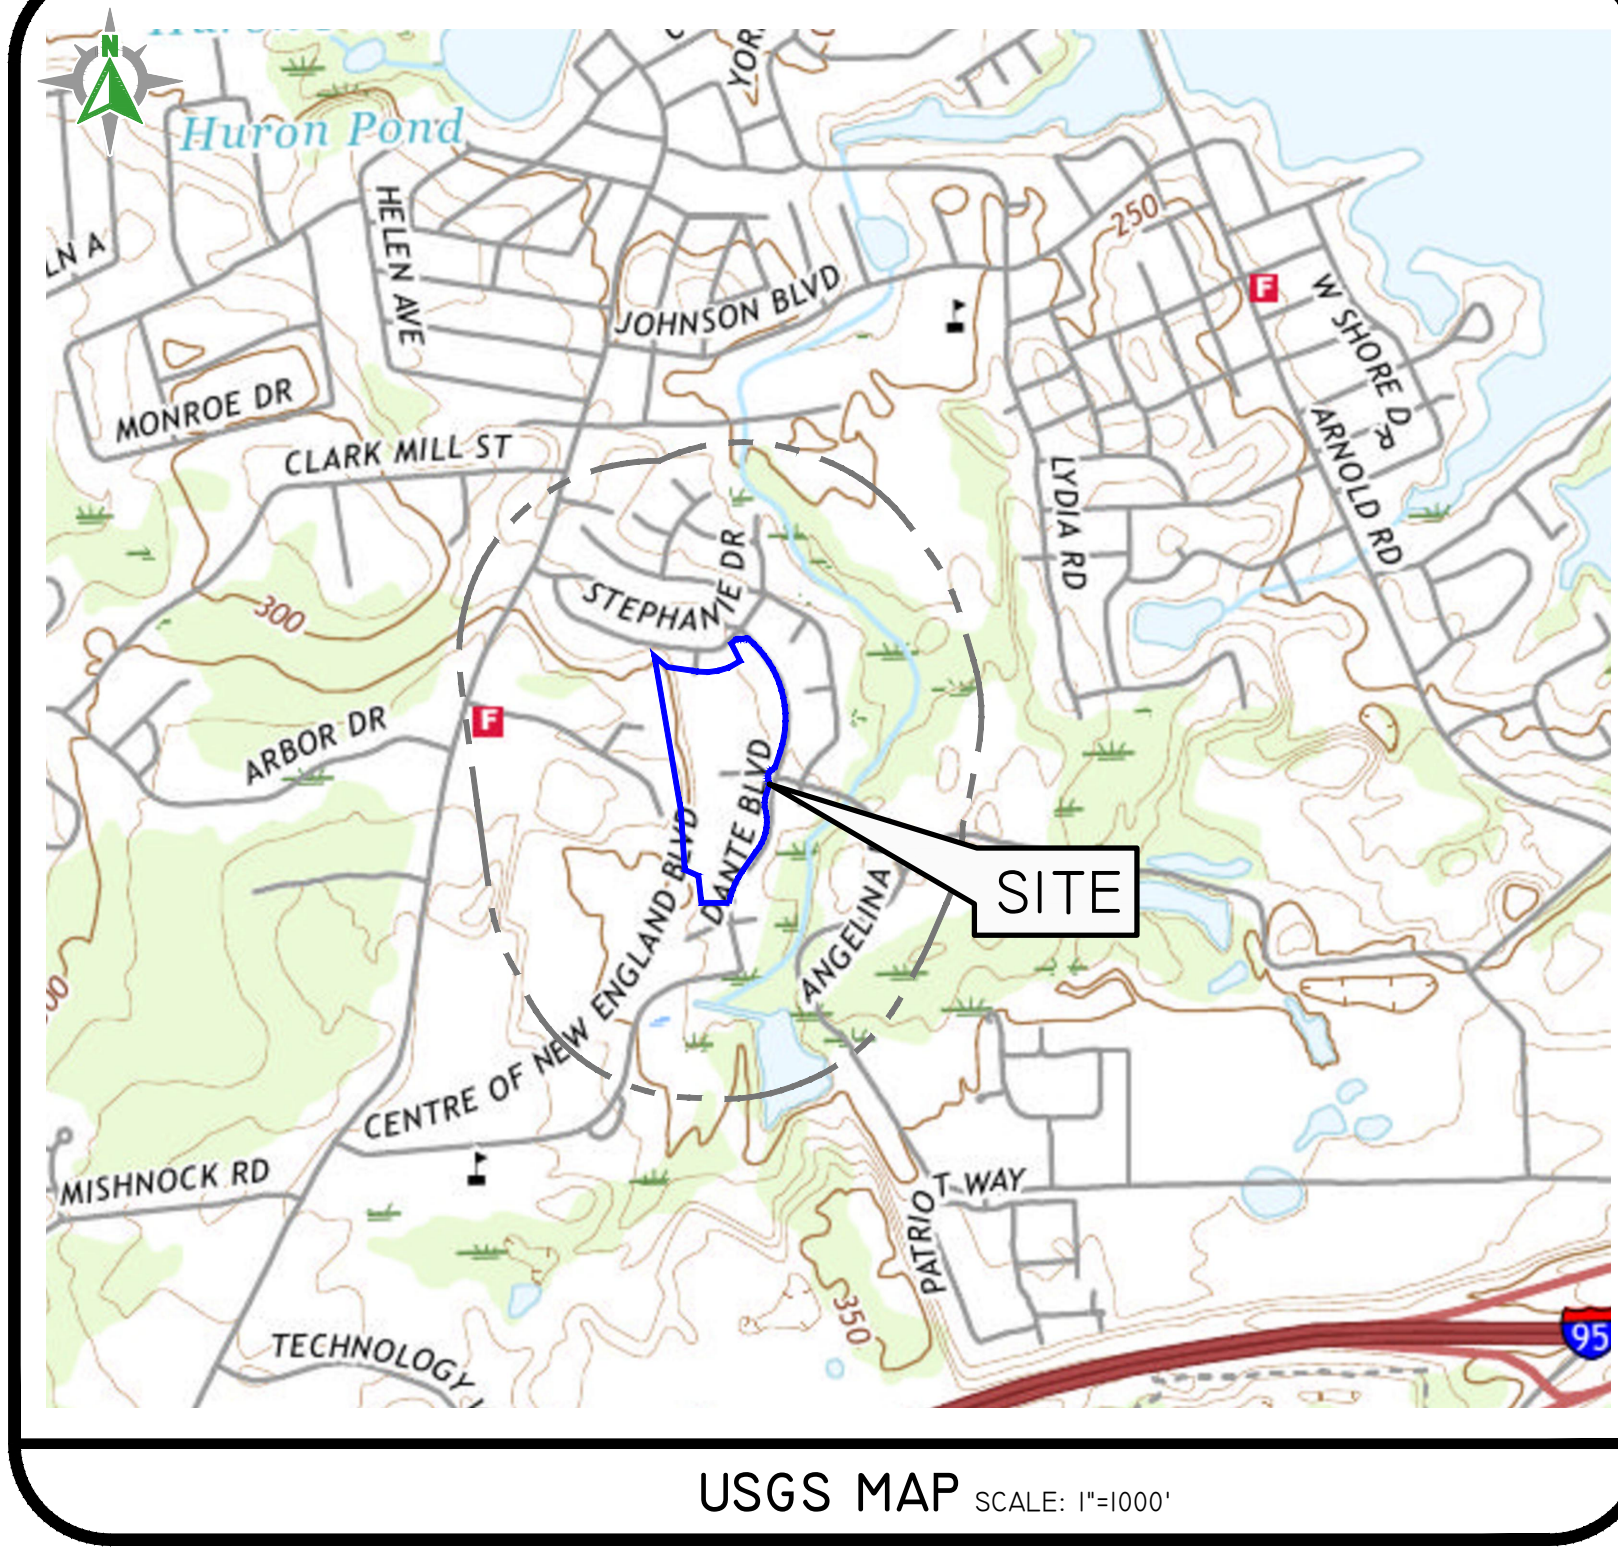 N
Huron Pond
HELEN AVE
LN A
250
F
JOHNSON BLVD
W SHORE DR
MONROE DR
CLARK MILL ST
ARNOLD RD
LYDIA RD
STEPHANIE DR
300
F
ARBOR DR
DANTE BLVD
SITE
ANGELINA
CENTRE OF NEW ENGLAND BLVD
MISHNOCK RD
PATRIOT WAY
350
TECHNOLOGY
95
USGS MAP SCALE: 1"=1000'